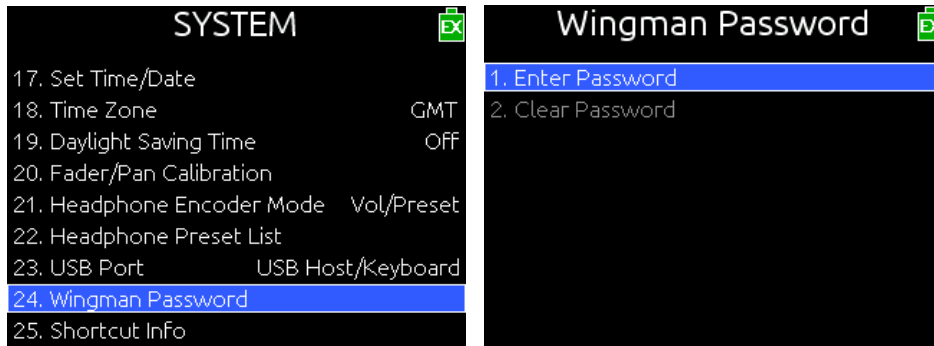 SYSTEM
EX
17. Set Time/Date
18. Time Zone GMT
19. Daylight Saving Time Off
20. Fader/Pan Calibration
21. Headphone Encoder Mode Vol/Preset
22. Headphone Preset List
23. USB Port USB Host/Keyboard
24. Wingman Password
25. Shortcut Info
Wingman Password
1. Enter Password
2. Clear Password